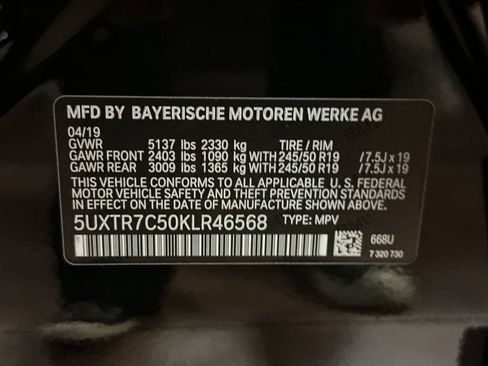 MFD BY BAYERISCHE MOTOREN WERKE AG
04/19
GVWR 5137 lbs 2330 kg TIRE / RIM
GAWR FRONT 2403 lbs 1090 kg WITH 245/50 R19 /7.5J x 19
GAWR REAR 3009 lbs 1365 kg WITH 245/50 R19 /7.5J x 19
THIS VEHICLE CONFORMS TO ALL APPLICABLE U. S. FEDERAL
MOTOR VEHICLE SAFETY AND THEFT PREVENTION STANDARDS
IN EFFECT ON THE DATE OF MANUFACTURE SHOWN ABOVE.
5UXTR7C50KLR46568 TYPE: MPV
668U
7 320 730